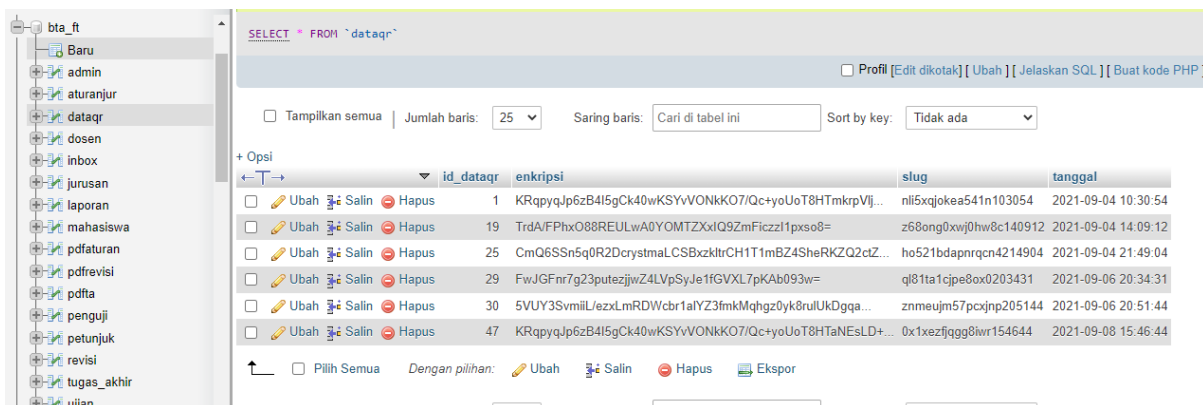 bta_ft
Baru
admin
aturanjur
dataqr
dosen
inbox
jurusan
laporan
mahasiswa
pdfaturan
pdfrevisi
pdfta
penguji
petunjuk
revisi
tugas_akhir
ujian
SELECT * FROM `dataqr`
Profil [Edit dikotak] [ Ubah ] [ Jelaskan SQL ] [ Buat kode PHP ]
Tampilkan semua | Jumlah baris: 25 Saring baris: Cari di tabel ini Sort by key: Tidak ada
+ Opsi
←T→ ▼ id_dataqr enkripsi slug tanggal
Ubah Salin Hapus 1 KRqpyqJp6zB4I5gCk40wKSYvVONkKO7/Qc+yoUoT8HTmkrpVlj... nli5xqjokea541n103054 2021-09-04 10:30:54
Ubah Salin Hapus 19 TrdA/FPhxO88REULwA0YOMTZXxIQ9ZmFiczzI1pxso8= z68ong0xwj0hw8c140912 2021-09-04 14:09:12
Ubah Salin Hapus 25 CmQ6SSn5q0R2DcrystmaLCSBxzkltrCH1T1mBZ4SheRKZQ2ctZ... ho521bdapnrqcn4214904 2021-09-04 21:49:04
Ubah Salin Hapus 29 FwJGFnr7g23putezjjwZ4LVpSyJe1fGVXL7pKAb093w= ql81ta1cjpe8ox0203431 2021-09-06 20:34:31
Ubah Salin Hapus 30 5VUY3SvmiiL/ezxLmRDWcbr1alYZ3fmkMqhgz0yk8rulUkDgqa... znmeujm57pcxjnp205144 2021-09-06 20:51:44
Ubah Salin Hapus 47 KRqpyqJp6zB4I5gCk40wKSYvVONkKO7/Qc+yoUoT8HTaNEsLD+... 0x1xezfjqgg8iwr154644 2021-09-08 15:46:44
Pilih Semua Dengan pilihan: Ubah Salin Hapus Ekspor